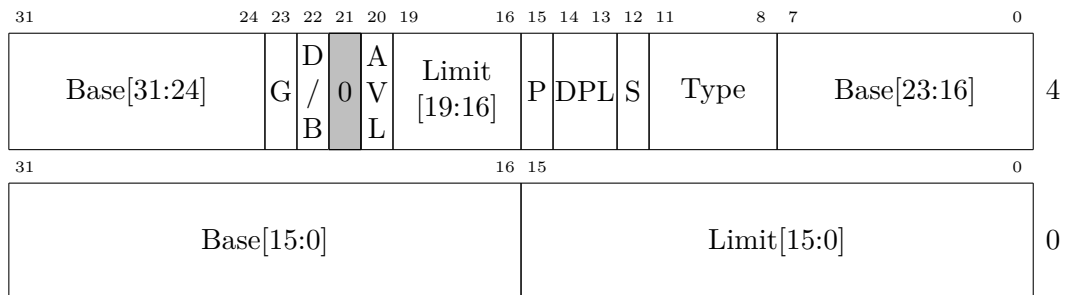 31 24 23 22 21 20 19 16 15 14 13 12 11 8 7 0
Base[31:24] G D/B 0 AVL Limit [19:16] P DPL S Type Base[23:16] 4
31 16 15 0
Base[15:0] Limit[15:0] 0